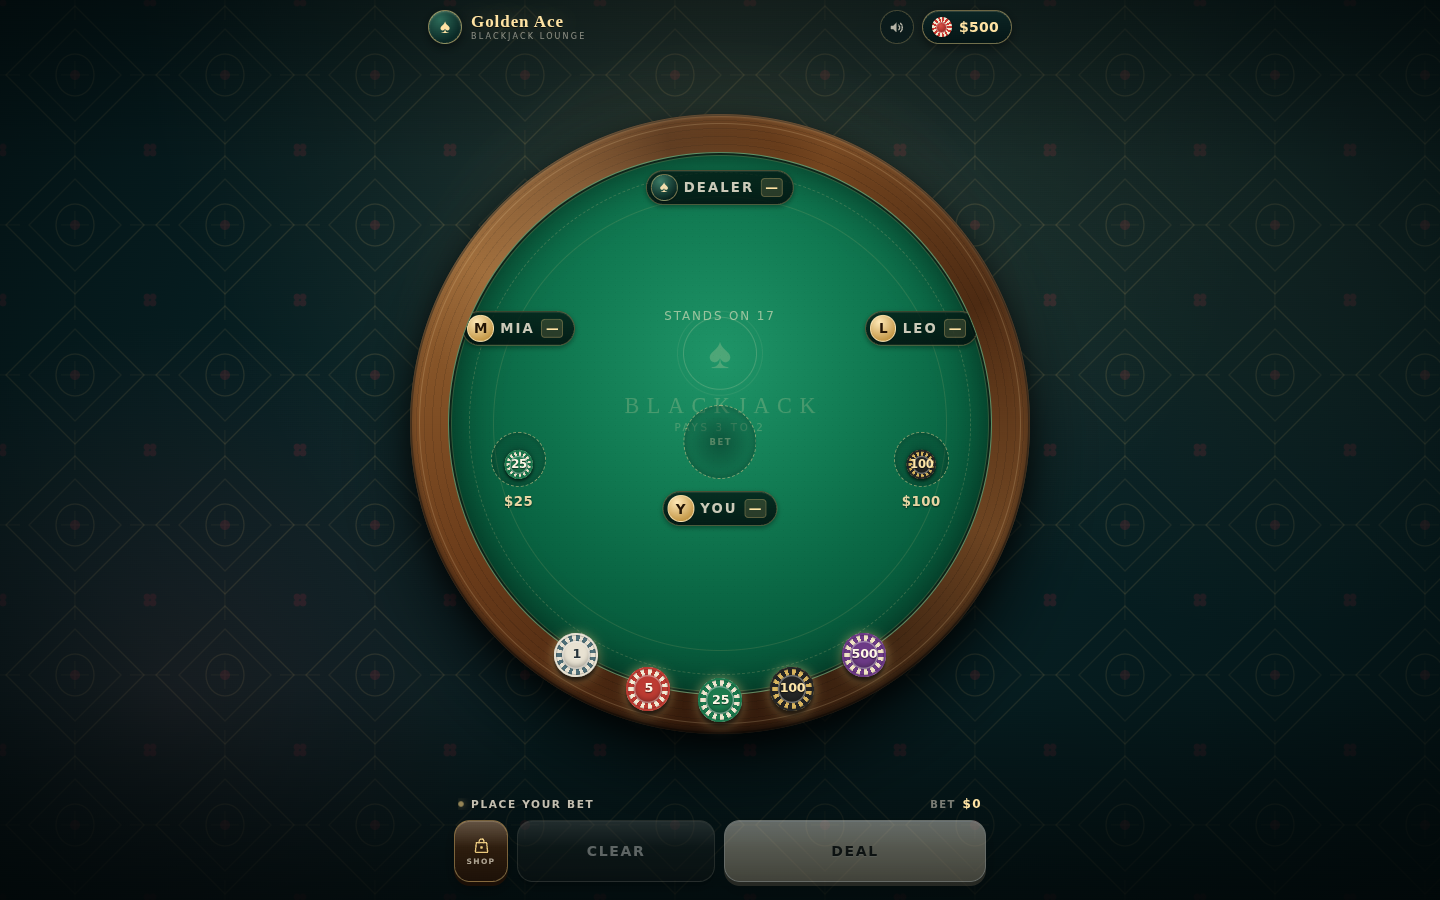 Golden Ace
BLACKJACK LOUNGE
$500
DEALER —
STANDS ON 17
M MIA —
L LEO —
BLACKJACK
PAYS 3 TO 2
BET
25
$25
100
$100
Y YOU —
1
5
25
100
500
PLACE YOUR BET
BET $0
SHOP
CLEAR
DEAL